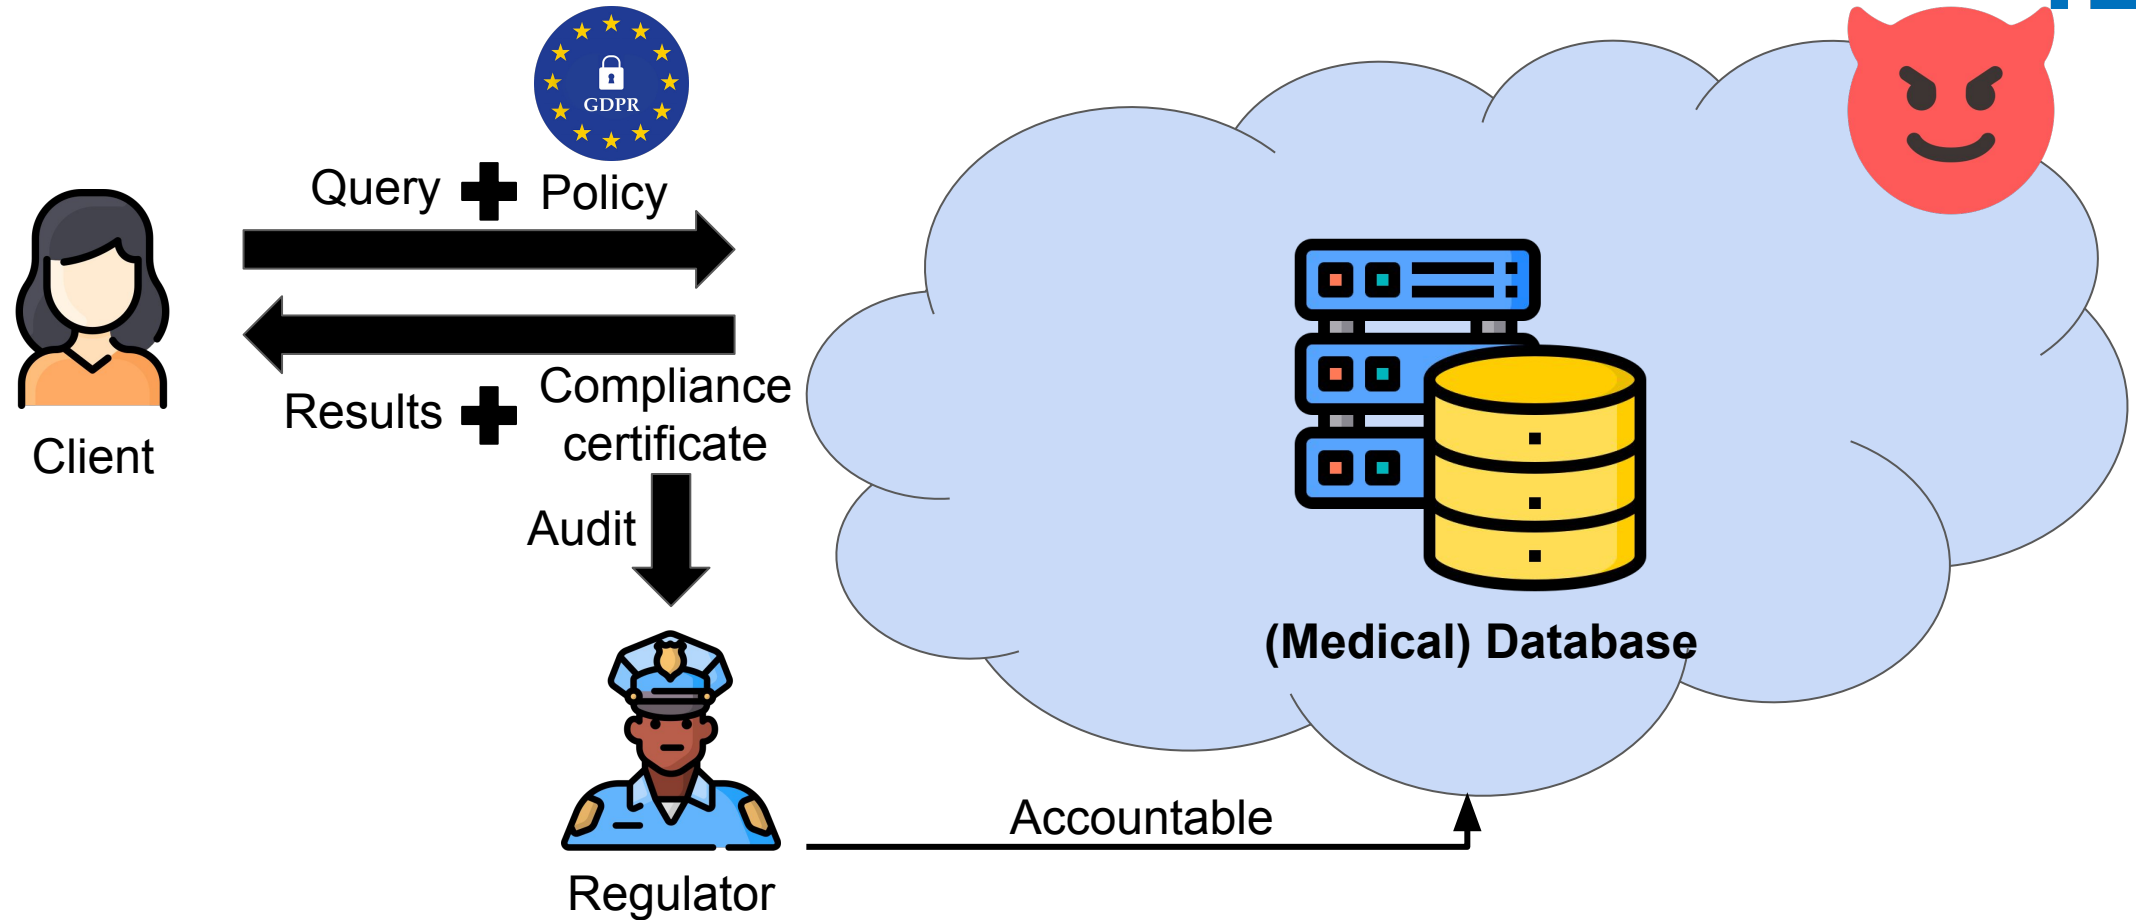 GDPR
Query + Policy
Results + Compliance
certificate
Client
Audit
(Medical) Database
Accountable
Regulator